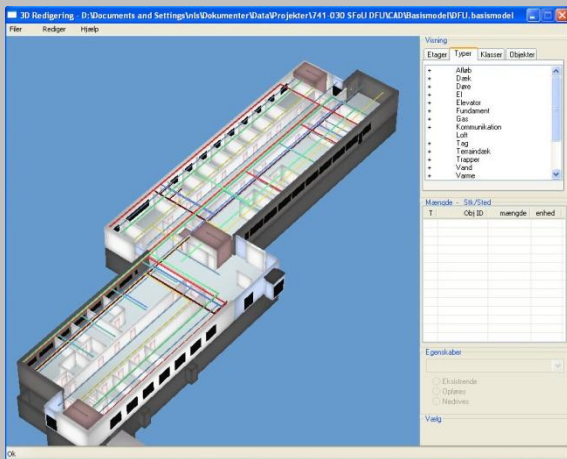 3D Redigering - D:\Documents and Settings\nls\Dokumenter\Data\Projekter\741-030 SFoU DFU\CAD\Basismodel\DFU.basismodel
Filer Rediger Hjælp
Visning
Etager Typer Klasser Objekter
+ Afløb
+ Dæk
+ Døre
+ El
+ Elevator
+ Fundament
+ Gas
+ Kommunikation
Loft
+ Tag
+ Terrændæk
+ Trapper
+ Vand
+ Varme
Mængde - Stk/Sted
T Obj ID mængde enhed
Egenskaber
Eksisterende
Opføres
Nedrives
Vælg
Ok